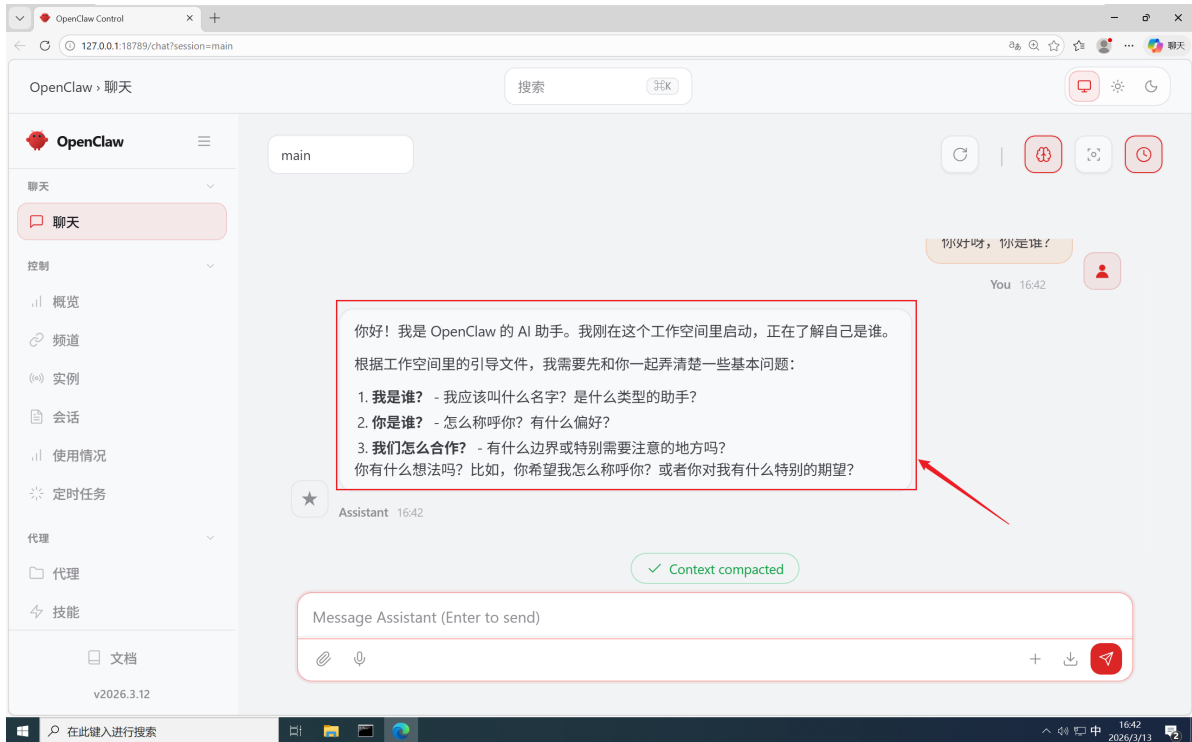 OpenClaw Control
127.0.0.1:18789/chat?session=main
聊天
OpenClaw › 聊天
搜索
⌘K
OpenClaw
main
聊天
聊天
控制
概览
频道
实例
会话
使用情况
定时任务
代理
代理
技能
文档
v2026.3.12
你好呀，你是谁？
You 16:42
你好！我是 OpenClaw 的 AI 助手。我刚在这个工作空间里启动，正在了解自己是谁。
根据工作空间里的引导文件，我需要先和你一起弄清楚一些基本问题：
1. 我是谁？ - 我应该叫什么名字？是什么类型的助手？
2. 你是谁？ - 怎么称呼你？有什么偏好？
3. 我们怎么合作？ - 有什么边界或特别需要注意的地方吗？
你有什么想法吗？比如，你希望我怎么称呼你？或者你对我有什么特别的期望？
Assistant 16:42
Context compacted
Message Assistant (Enter to send)
在此键入进行搜索
中
16:42
2026/3/13
2